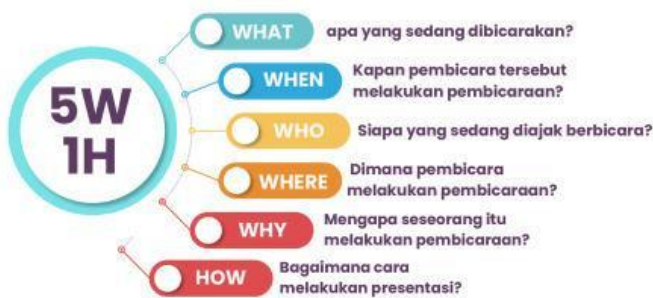 5W
1H
WHAT apa yang sedang dibicarakan?
WHEN Kapan pembicara tersebut
melakukan pembicaraan?
WHO Siapa yang sedang diajak berbicara?
WHERE Dimana pembicara
melakukan pembicaraan?
WHY Mengapa seseorang itu
melakukan pembicaraan?
HOW Bagaimana cara
melakukan presentasi?